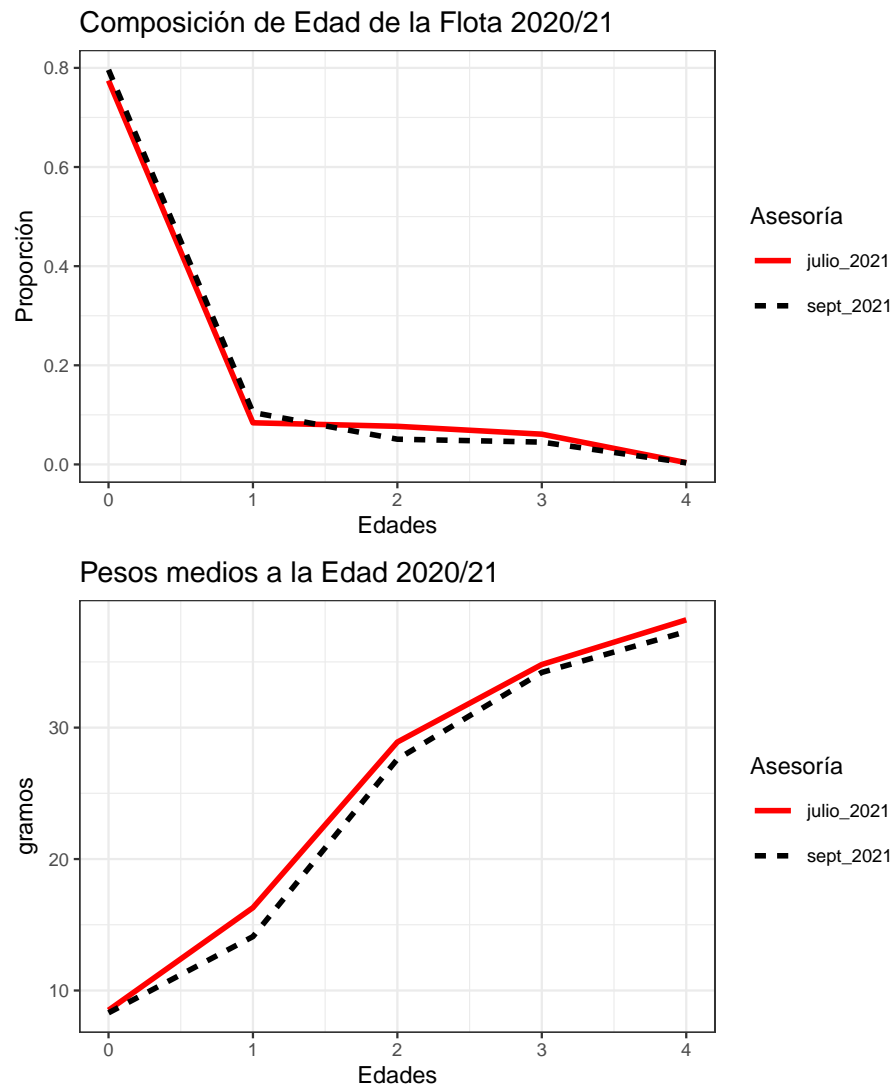 Composición de Edad de la Flota 2020/21
0.8
0.6
0.4
0.2
0.0
Proporción
0 1 2 3 4
Edades
Asesoría
julio_2021
sept_2021
Pesos medios a la Edad 2020/21
30
20
10
gramos
0 1 2 3 4
Edades
Asesoría
julio_2021
sept_2021